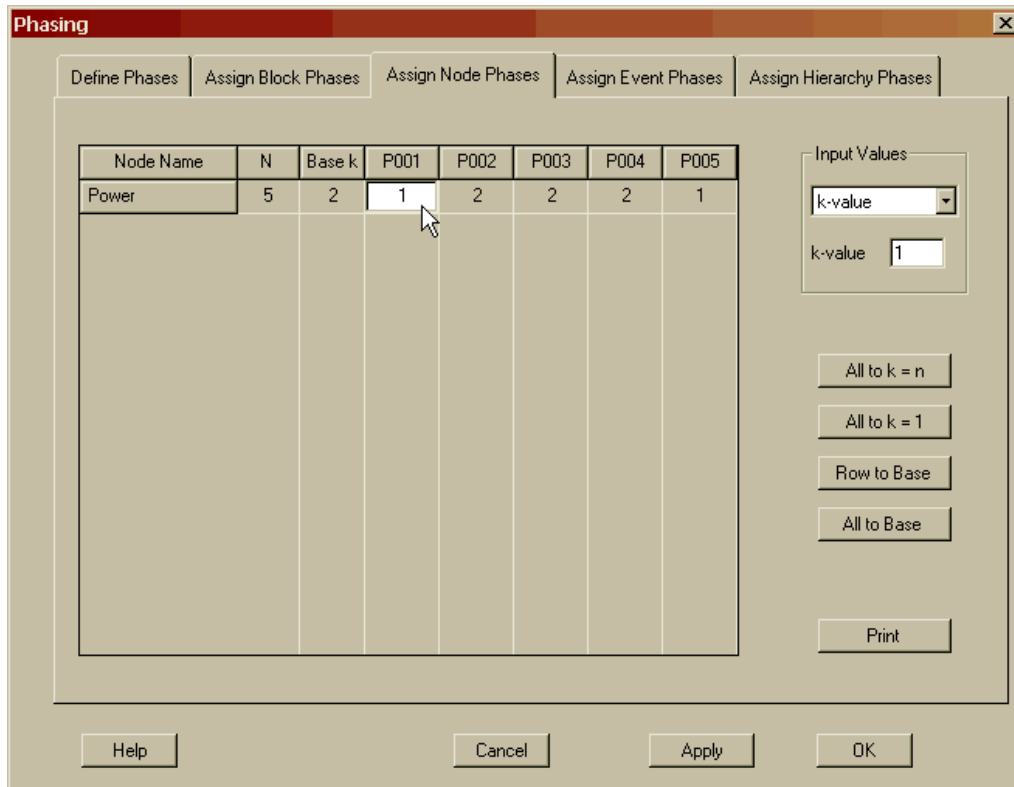 Phasing
Define Phases Assign Block Phases Assign Node Phases Assign Event Phases Assign Hierarchy Phases
Node Name N Base k P001 P002 P003 P004 P005
Power 5 2 1 2 2 2 1
Input Values
k-value
k-value 1
All to k = n
All to k = 1
Row to Base
All to Base
Print
Help Cancel Apply OK